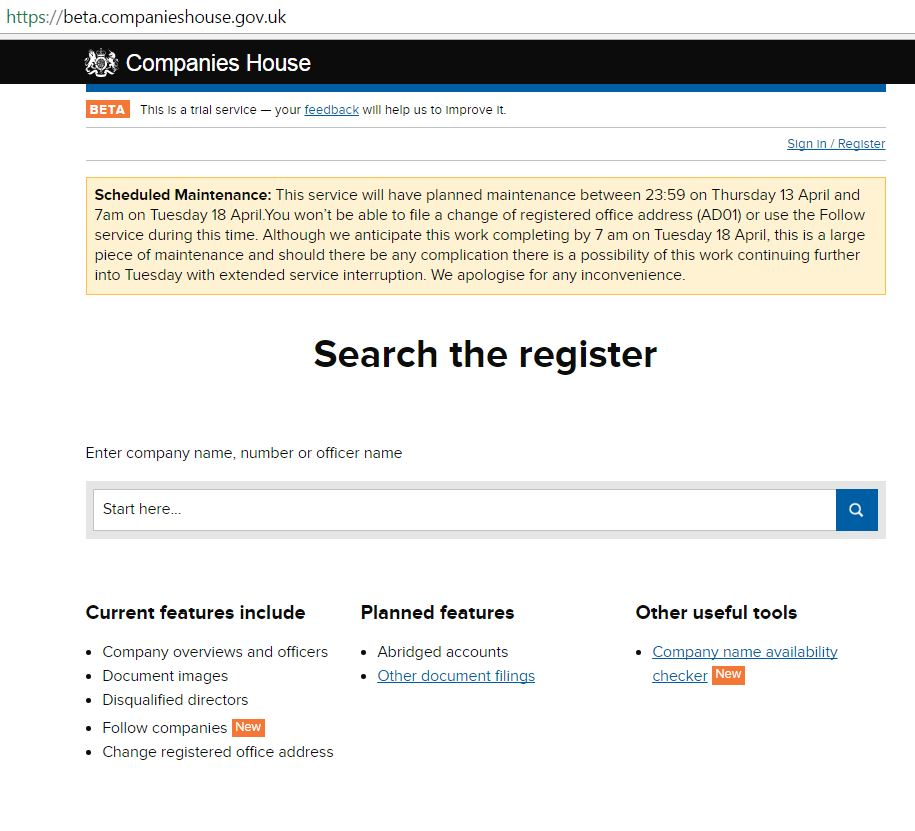 https://beta.companieshouse.gov.uk
Companies House
BETA This is a trial service — your feedback will help us to improve it.
Sign in / Register
Scheduled Maintenance: This service will have planned maintenance between 23:59 on Thursday 13 April and
7am on Tuesday 18 April.You won't be able to file a change of registered office address (AD01) or use the Follow
service during this time. Although we anticipate this work completing by 7 am on Tuesday 18 April, this is a large
piece of maintenance and should there be any complication there is a possibility of this work continuing further
into Tuesday with extended service interruption. We apologise for any inconvenience.
Search the register
Enter company name, number or officer name
Start here...
Current features include
Company overviews and officers
Document images
Disqualified directors
Follow companies New
Change registered office address
Planned features
Abridged accounts
Other document filings
Other useful tools
Company name availability
checker New